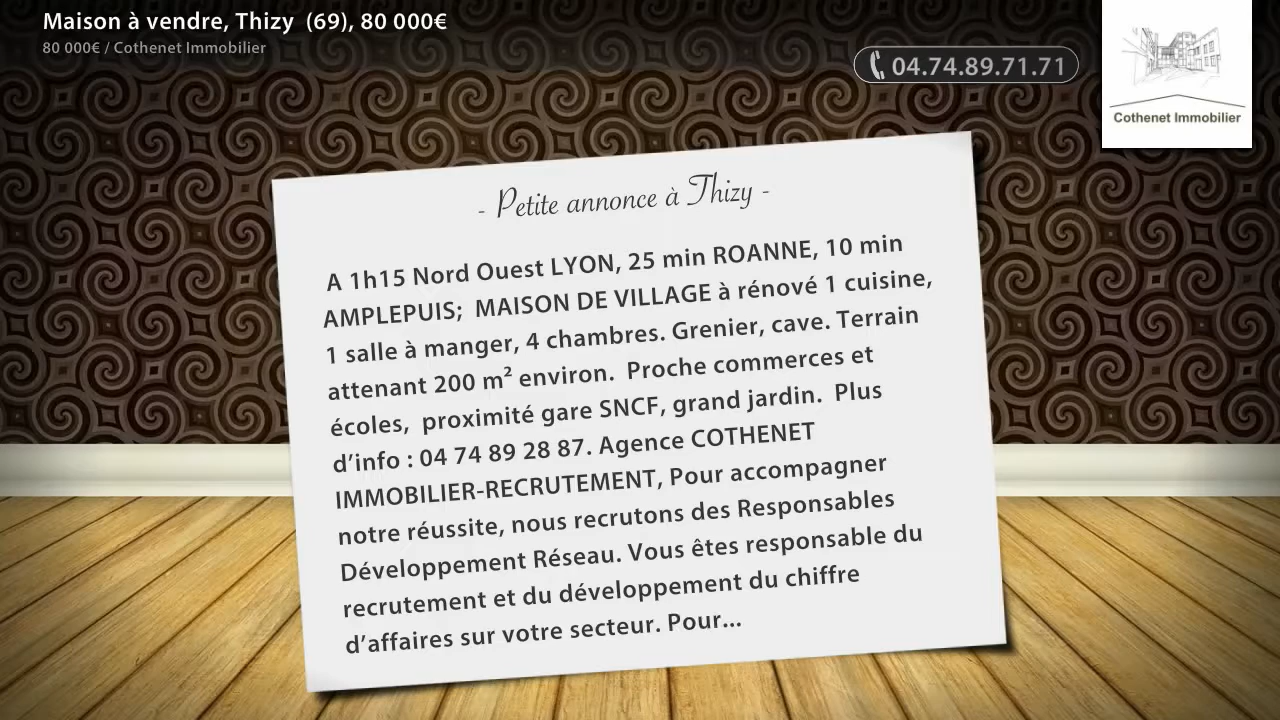 Maison à vendre, Thizy (69), 80 000€
80 000€ / Cothenet Immobilier
04.74.89.71.71
Cothenet Immobilier
- Petite annonce à Thizy -
A 1h15 Nord Ouest LYON, 25 min ROANNE, 10 min
AMPLEPUIS; MAISON DE VILLAGE à rénové 1 cuisine,
1 salle à manger, 4 chambres. Grenier, cave. Terrain
attenant 200 m² environ. Proche commerces et
écoles, proximité gare SNCF, grand jardin. Plus
d’info : 04 74 89 28 87. Agence COTHENET
IMMOBILIER-RECRUTEMENT, Pour accompagner
notre réussite, nous recrutons des Responsables
Développement Réseau. Vous êtes responsable du
recrutement et du développement du chiffre
d’affaires sur votre secteur. Pour...